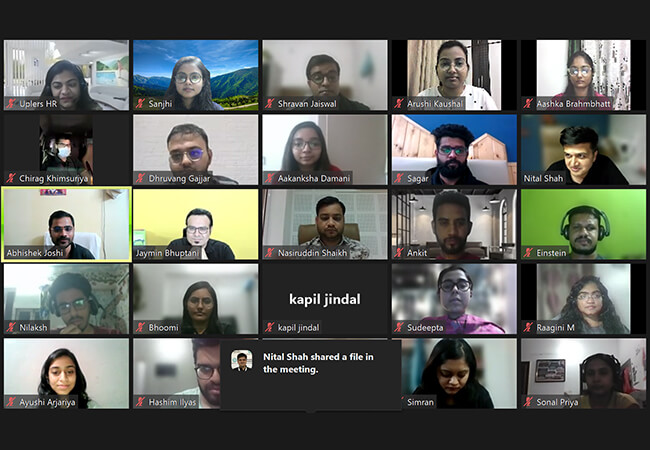 Uplers HR
Sanjhi
Shravan Jaiswal
Arushi Kaushal
Aashka Brahmbhatt
Chirag Khimsuriya
Dhruvang Gajjar
Aakanksha Damani
Sagar
Nital Shah
Abhishek Joshi
Jaymin Bhuptani
Nasiruddin Shaikh
Ankit
Einstein
Nilaksh
Bhoomi
kapil jindal
kapil jindal
Sudeepta
Raagini M
Nital Shah shared a file in
the meeting.
Ayushi Arjariya
Hashim Ilyas
Simran
Sonal Priya